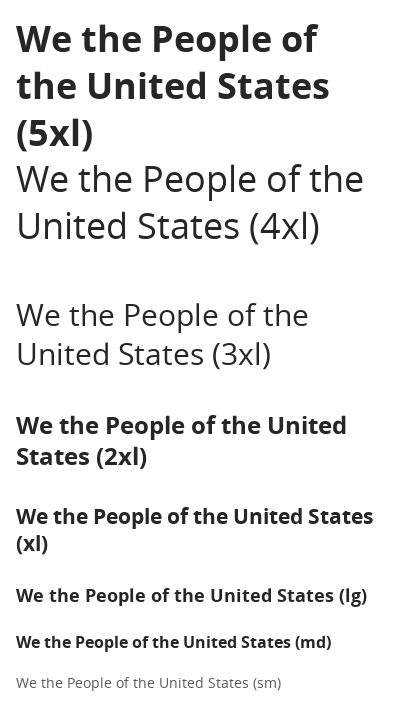 We the People of
the United States
(5xl)
We the People of the
United States (4xl)
We the People of the
United States (3xl)
We the People of the United
States (2xl)
We the People of the United States
(xl)
We the People of the United States (lg)
We the People of the United States (md)
We the People of the United States (sm)